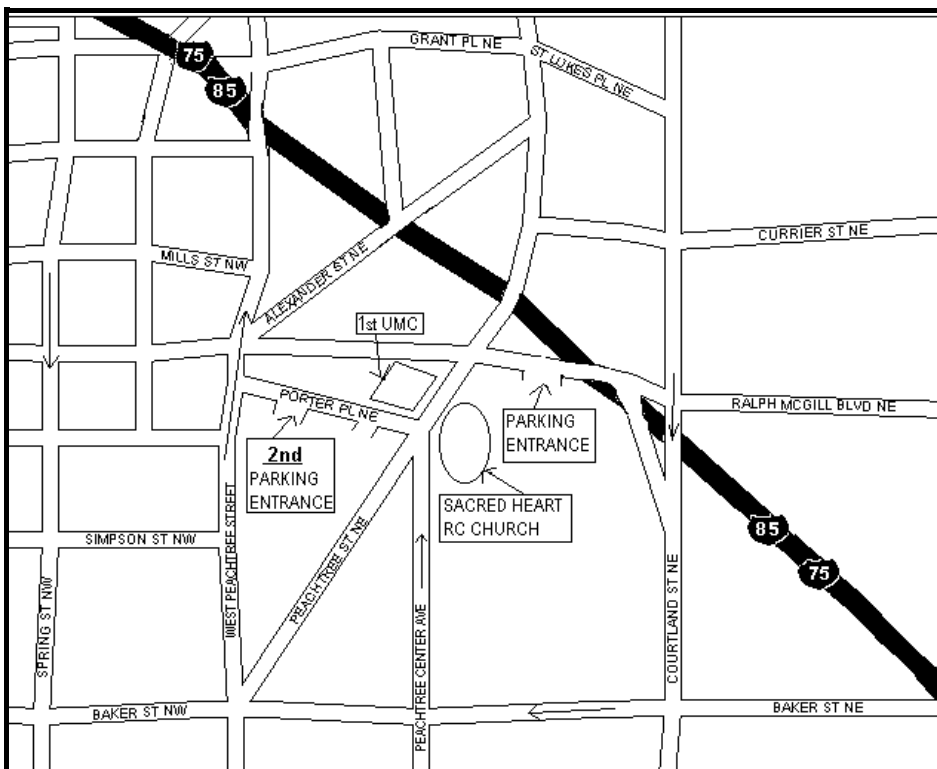 GRANT PL NE
ST LUKES PL NE
75
85
CURRIER ST NE
MILLS ST NW
ALEXANDER ST NE
1st UMC
PORTER PL NE
RALPH MCGILL BLVD NE
PARKING
ENTRANCE
2nd
PARKING
ENTRANCE
SACRED HEART
RC CHURCH
SIMPSON ST NW
WEST PEACHTREE STREET
PEACHTREE ST NE
85
75
SPRING ST NW
PEACHTREE CENTER AVE
COURTLAND ST NE
BAKER ST NW
BAKER ST NE